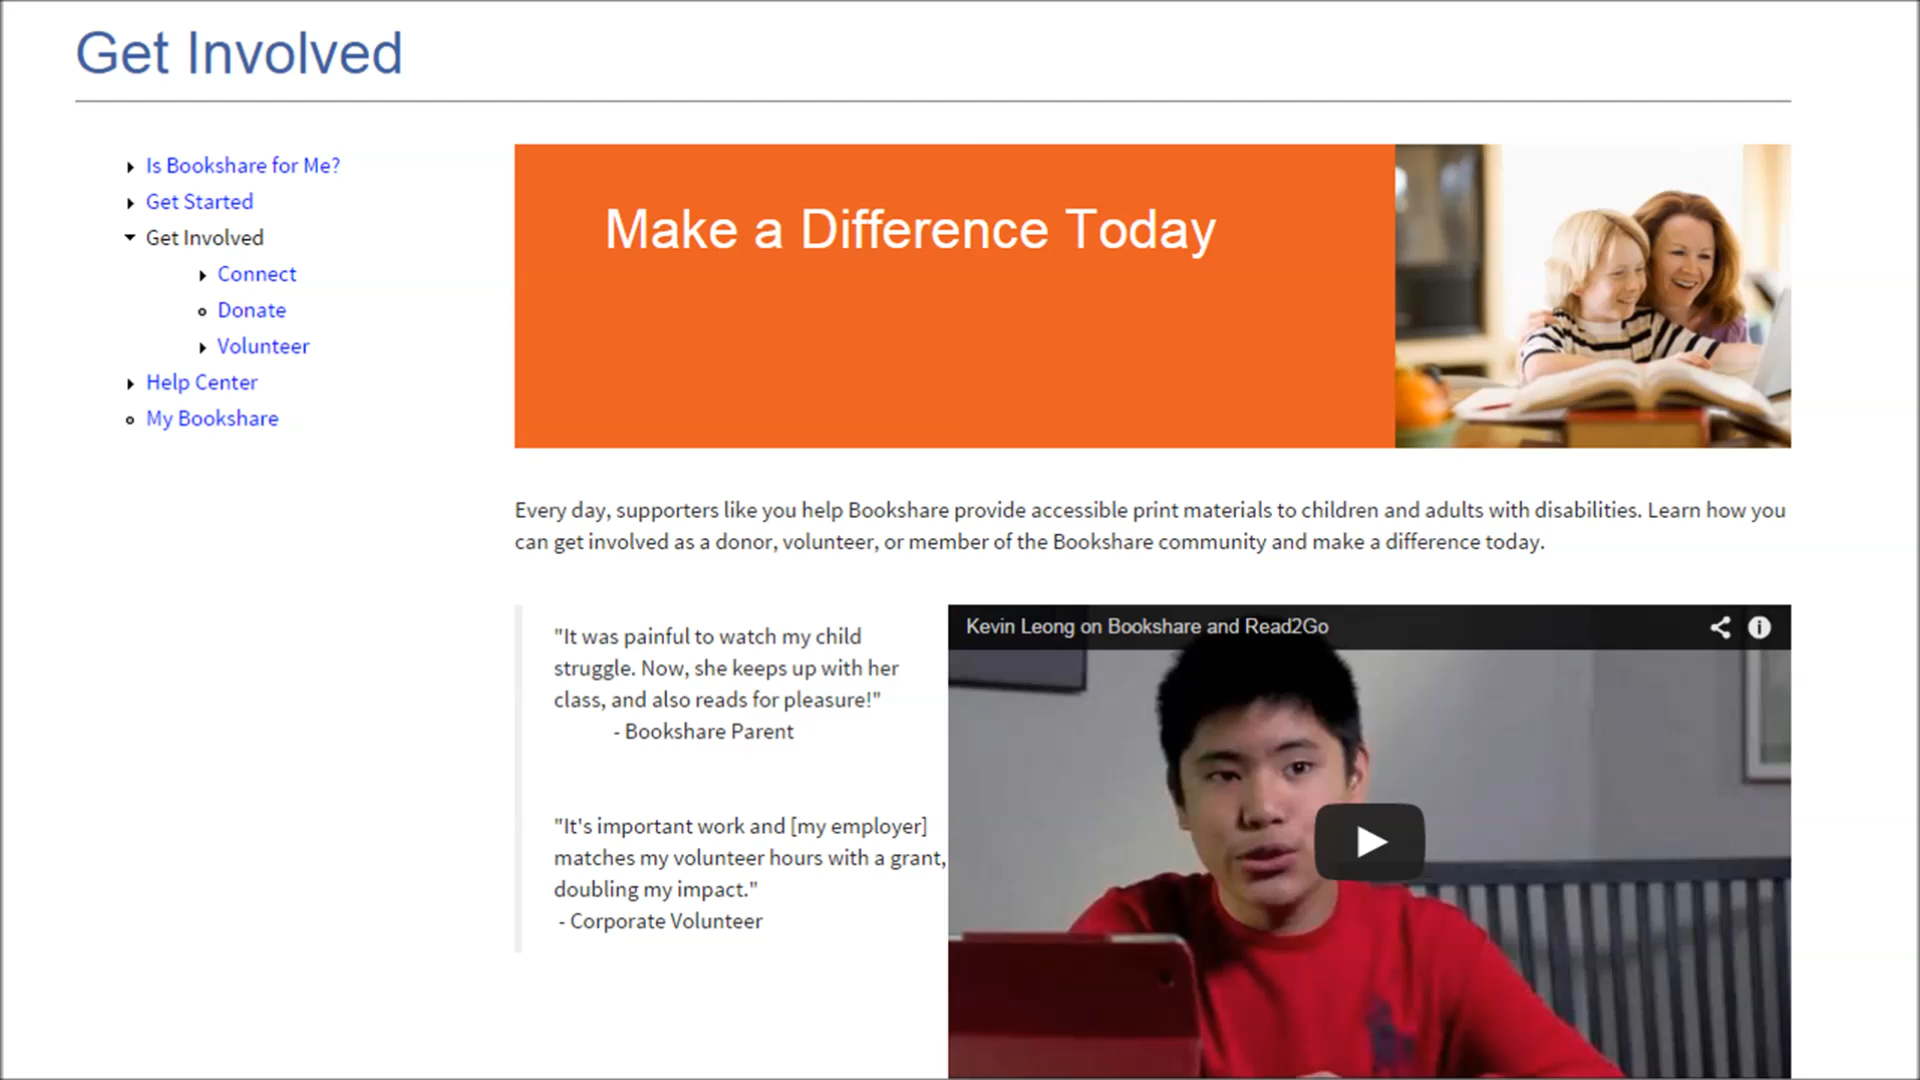 Get Involved
Is Bookshare for Me?
Get Started
Get Involved
Connect
Donate
Volunteer
Help Center
My Bookshare
Make a Difference Today
Every day, supporters like you help Bookshare provide accessible print materials to children and adults with disabilities. Learn how you
can get involved as a donor, volunteer, or member of the Bookshare community and make a difference today.
"It was painful to watch my child
struggle. Now, she keeps up with her
class, and also reads for pleasure!"
- Bookshare Parent
"It's important work and [my employer]
matches my volunteer hours with a grant,
doubling my impact."
- Corporate Volunteer
Kevin Leong on Bookshare and Read2Go